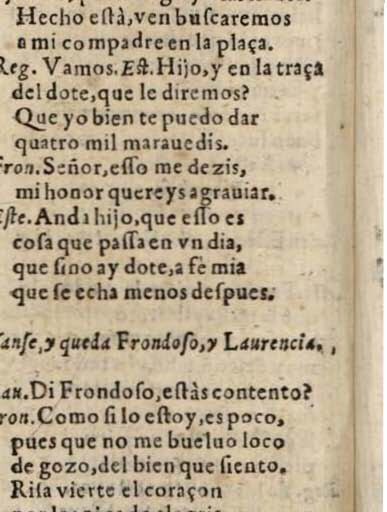 Hecho eſtà, ven buſcaremos
a mi compadre en la plaça.
Reg. Vamos. Eſt. Hijo, y en la traça
del dote, que le diremos?
Que yo bien te puedo dar
quatro mil marauedis.
Fron. Señor, eſſo me dezis,
mi honor quereys agrauiar.
Eſte. Anda hijo, que eſſo es
coſa que paſſa en vn dia,
que ſino ay dote, a fè mia
que ſe echa menos deſpues.
anſe, y queda Frondoſo, y Laurencia.
au. Di Frondoſo, eſtàs contento?
ron. Como ſi lo eſtoy, es poco,
pues que no me bueluo loco
de gozo, del bien que ſiento.
Riſa vierte el coraçon